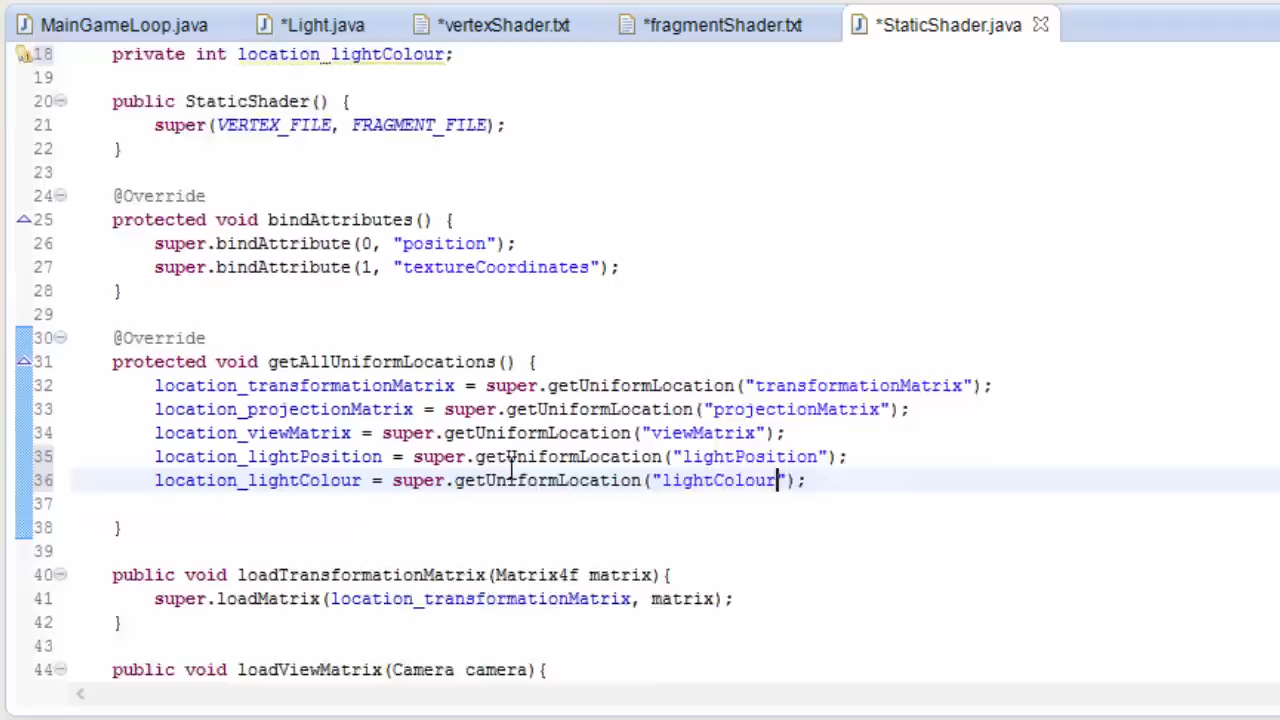 MainGameLoop.java *Light.java *vertexShader.txt *fragmentShader.txt *StaticShader.java
18 private int location_lightColour;
19
20 public StaticShader() {
21 super(VERTEX_FILE, FRAGMENT_FILE);
22 }
23
24 @Override
25 protected void bindAttributes() {
26 super.bindAttribute(0, "position");
27 super.bindAttribute(1, "textureCoordinates");
28 }
29
30 @Override
31 protected void getAllUniformLocations() {
32 location_transformationMatrix = super.getUniformLocation("transformationMatrix");
33 location_projectionMatrix = super.getUniformLocation("projectionMatrix");
34 location_viewMatrix = super.getUniformLocation("viewMatrix");
35 location_lightPosition = super.getUniformLocation("lightPosition");
36 location_lightColour = super.getUniformLocation("lightColour");
37
38 }
39
40 public void loadTransformationMatrix(Matrix4f matrix){
41 super.loadMatrix(location_transformationMatrix, matrix);
42 }
43
44 public void loadViewMatrix(Camera camera){